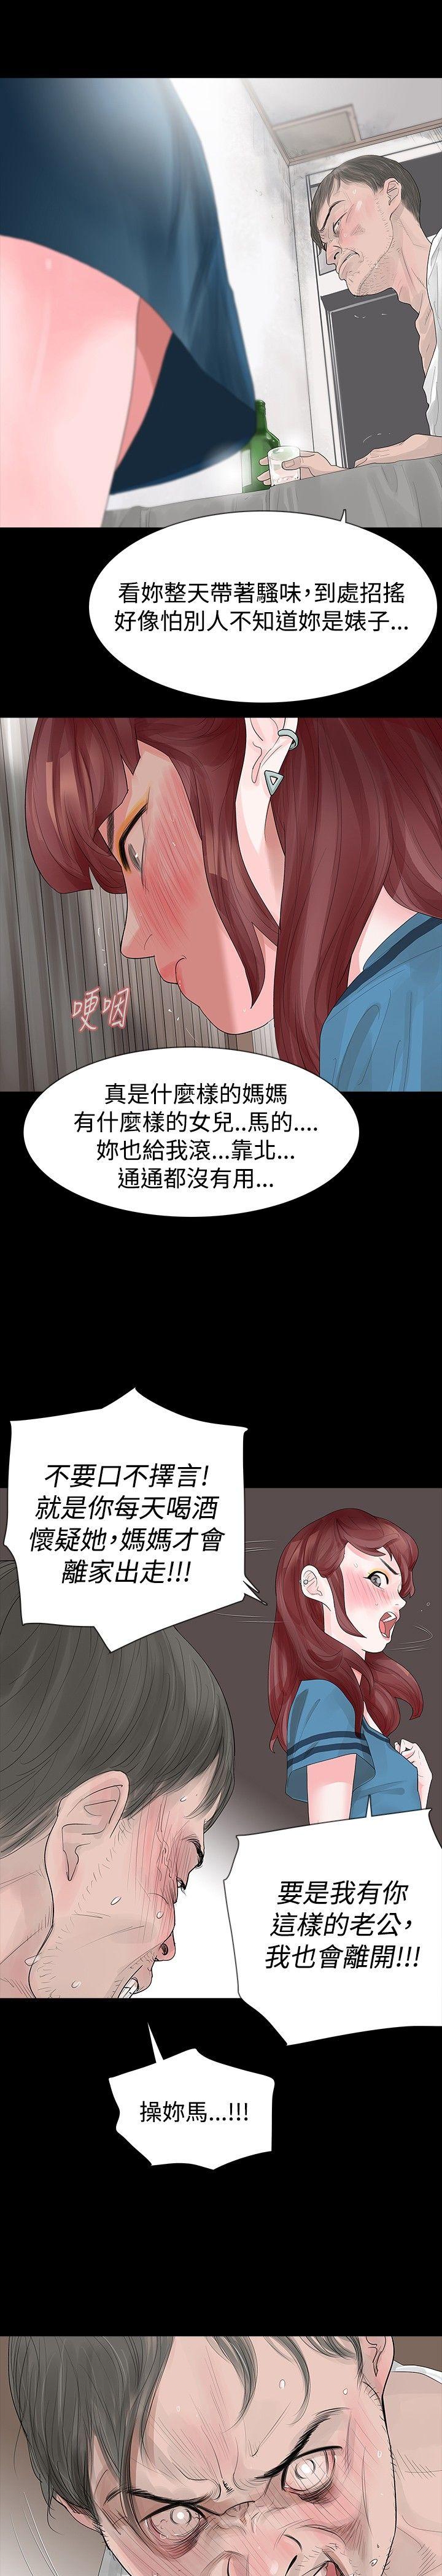 看妳整天帶著騷味，到處招搖
好像怕別人不知道妳是婊子...
哽咽
真是什麼樣的媽媽
有什麼樣的女兒..馬的....
妳也給我滾...靠北...
通通都沒有用...
不要口不擇言!
就是你每天喝酒
懷疑她，媽媽才會
離家出走!!!
要是我有你
這樣的老公，
我也會離開!!!
操妳馬...!!!